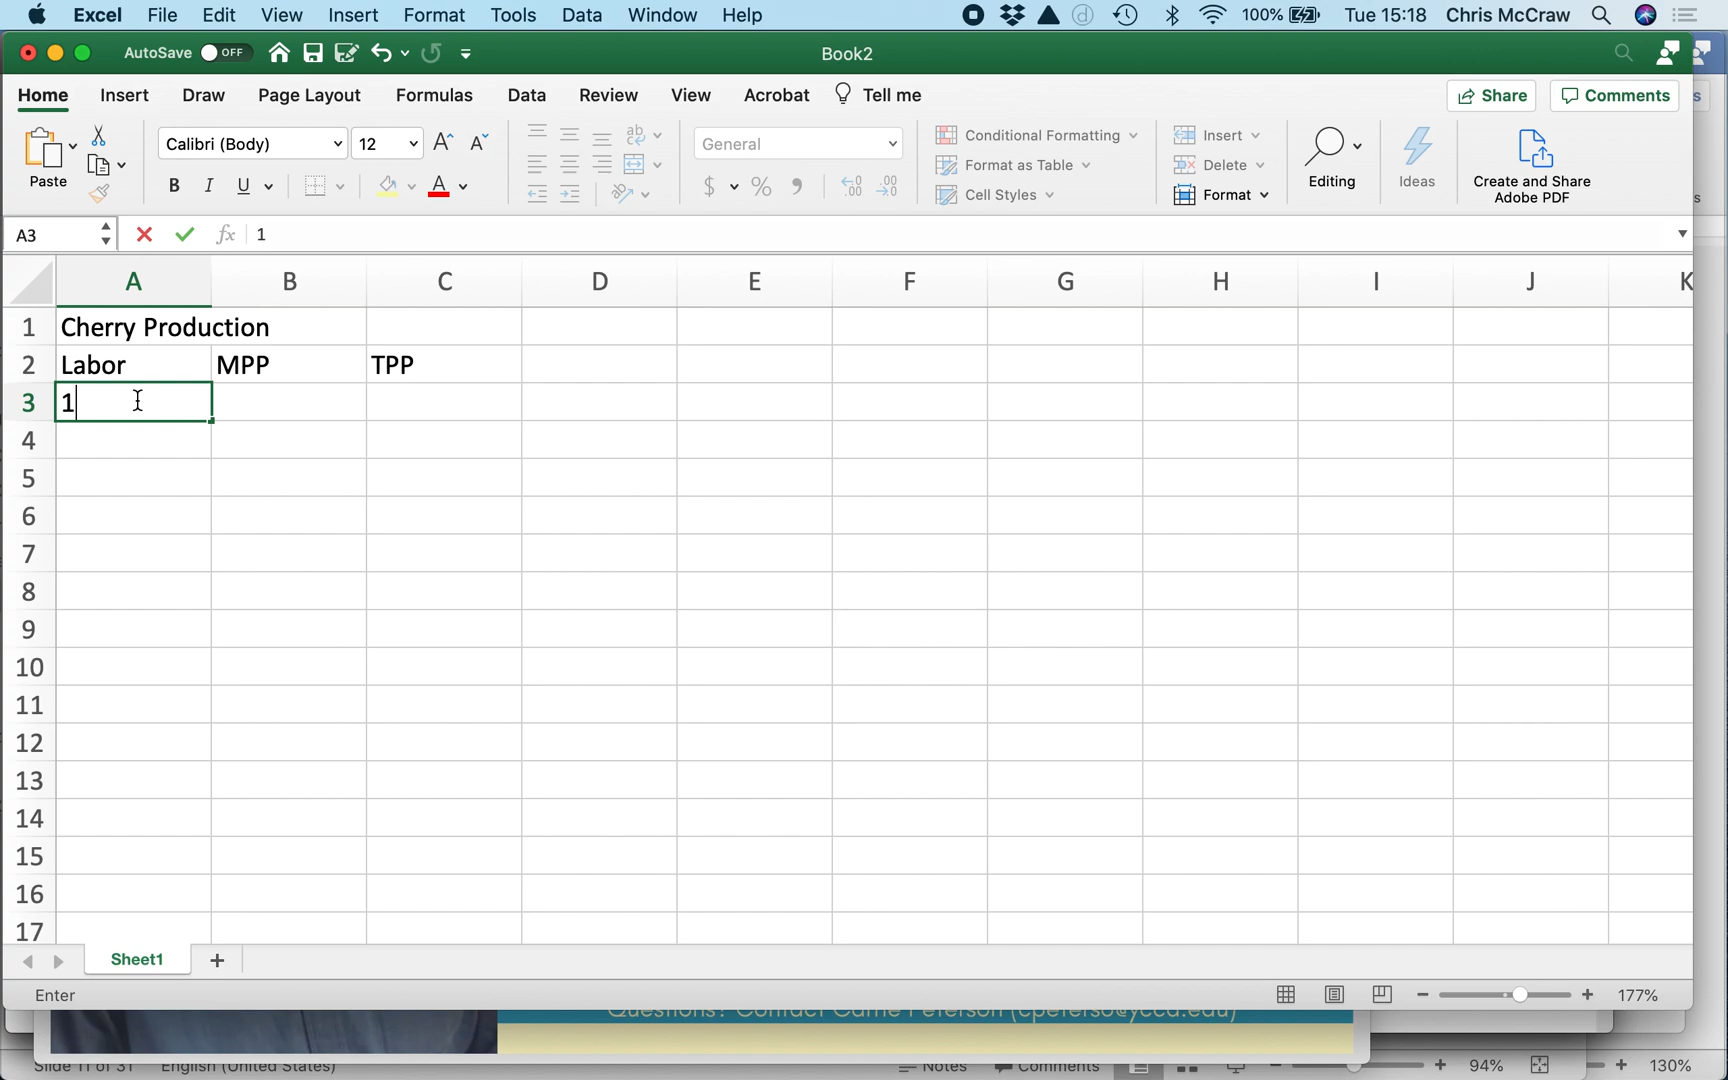 Excel File Edit View Insert Format Tools Data Window Help 100% Tue 15:18 Chris McCraw
AutoSave OFF Book2
Home Insert Draw Page Layout Formulas Data Review View Acrobat Tell me Share Comments s
Paste Calibri (Body) 12 A A ab General Conditional Formatting Insert
B I U A $ % .00 .00 Format as Table Delete Editing Ideas Create and Share Adobe PDF
Cell Styles Format
A3 fx 1
A B C D E F G H I J K
1 Cherry Production
2 Labor MPP TPP
3 1
4
5
6
7
8
9
10
11
12
13
14
15
16
17
Sheet1 +
Enter 177%
Questions? Contact Carrie Peterson (cpeterso@yccd.edu)
Slide 11 of 31 English (United States) Notes Comments 94% 130%